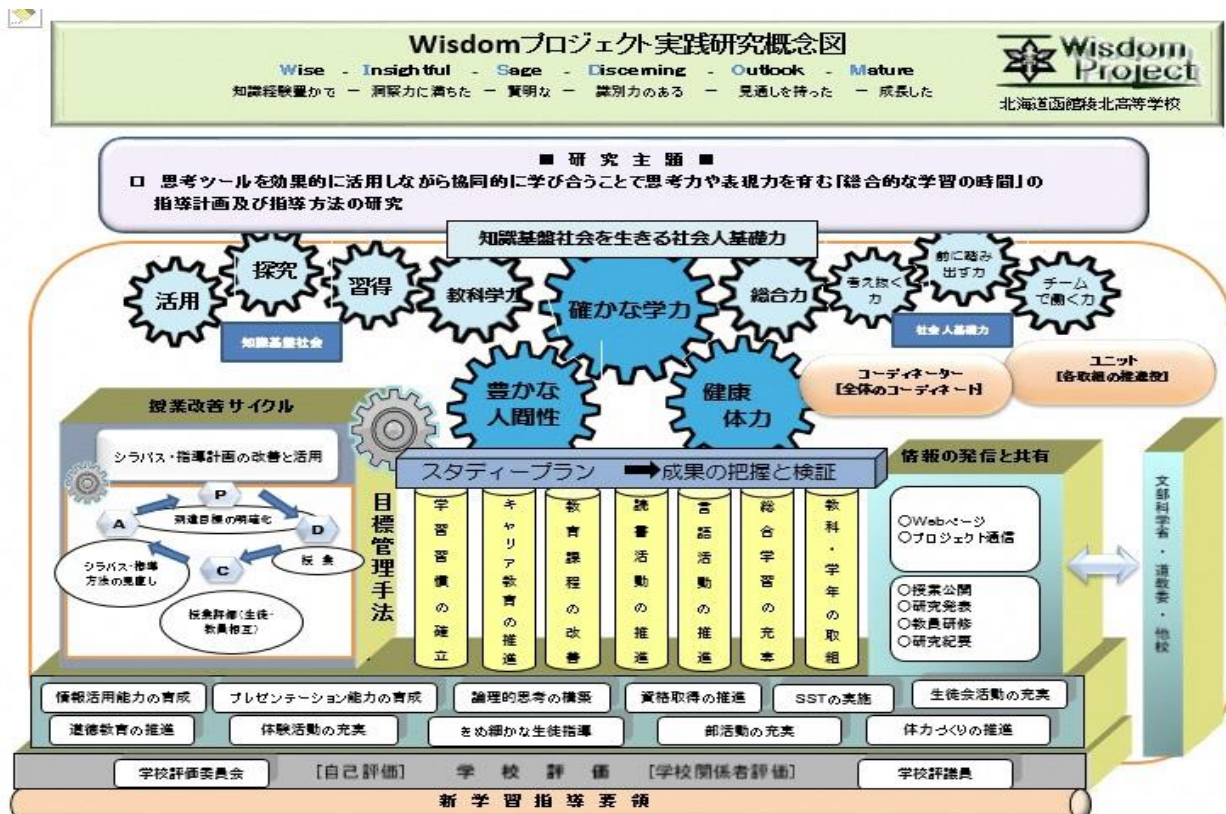 Wisdomプロジェクト実践研究概念図
Wise - Insightful - Sage - Discerning - Outlook - Mature
知識経験豊かで － 洞察力に満ちた － 賢明な － 識別力のある － 見通しを持った － 成長した
Wisdom
Project
北海道函館稜北高等学校
■ 研 究 主 題 ■
□ 思考ツールを効果的に活用しながら協同的に学び合うことで思考力や表現力を育む「総合的な学習の時間」の
指導計画及び指導方法の研究
知識基盤社会を生きる社会人基礎力
活用
探究
習得
教科学力
確かな学力
総合力
考え抜く
力
前に踏み
出す力
チーム
で働く力
知識基盤社会
社会人基礎力
豊かな
人間性
健康
体力
コーディネーター
[全体のコーディネート]
ユニット
[各取組の推進役]
授業改善サイクル
シラバス・指導計画の改善と活用
P
到達目標の明確化
A
D
シラバス・指導
方法の見直し
C
授 業
授業評価(生徒・
教員相互)
目標管理手法
スタディープラン ➡成果の把握と検証
学習習慣の確立
キャリア教育の推進
教育課程の改善
読書活動の推進
言語活動の推進
総合学習の充実
教科・学年の取組
情報の発信と共有
○Webページ
○プロジェクト通信
○授業公開
○研究発表
○教員研修
○研究紀要
文部科学省・道教委・他校
情報活用能力の育成
プレゼンテーション能力の育成
論理的思考の構築
資格取得の推進
SSTの実施
生徒会活動の充実
道徳教育の推進
体験活動の充実
きめ細かな生徒指導
部活動の充実
体力づくりの推進
学校評価委員会
[自己評価] 学 校 評 価 [学校関係者評価]
学校評議員
新 学 習 指 導 要 領